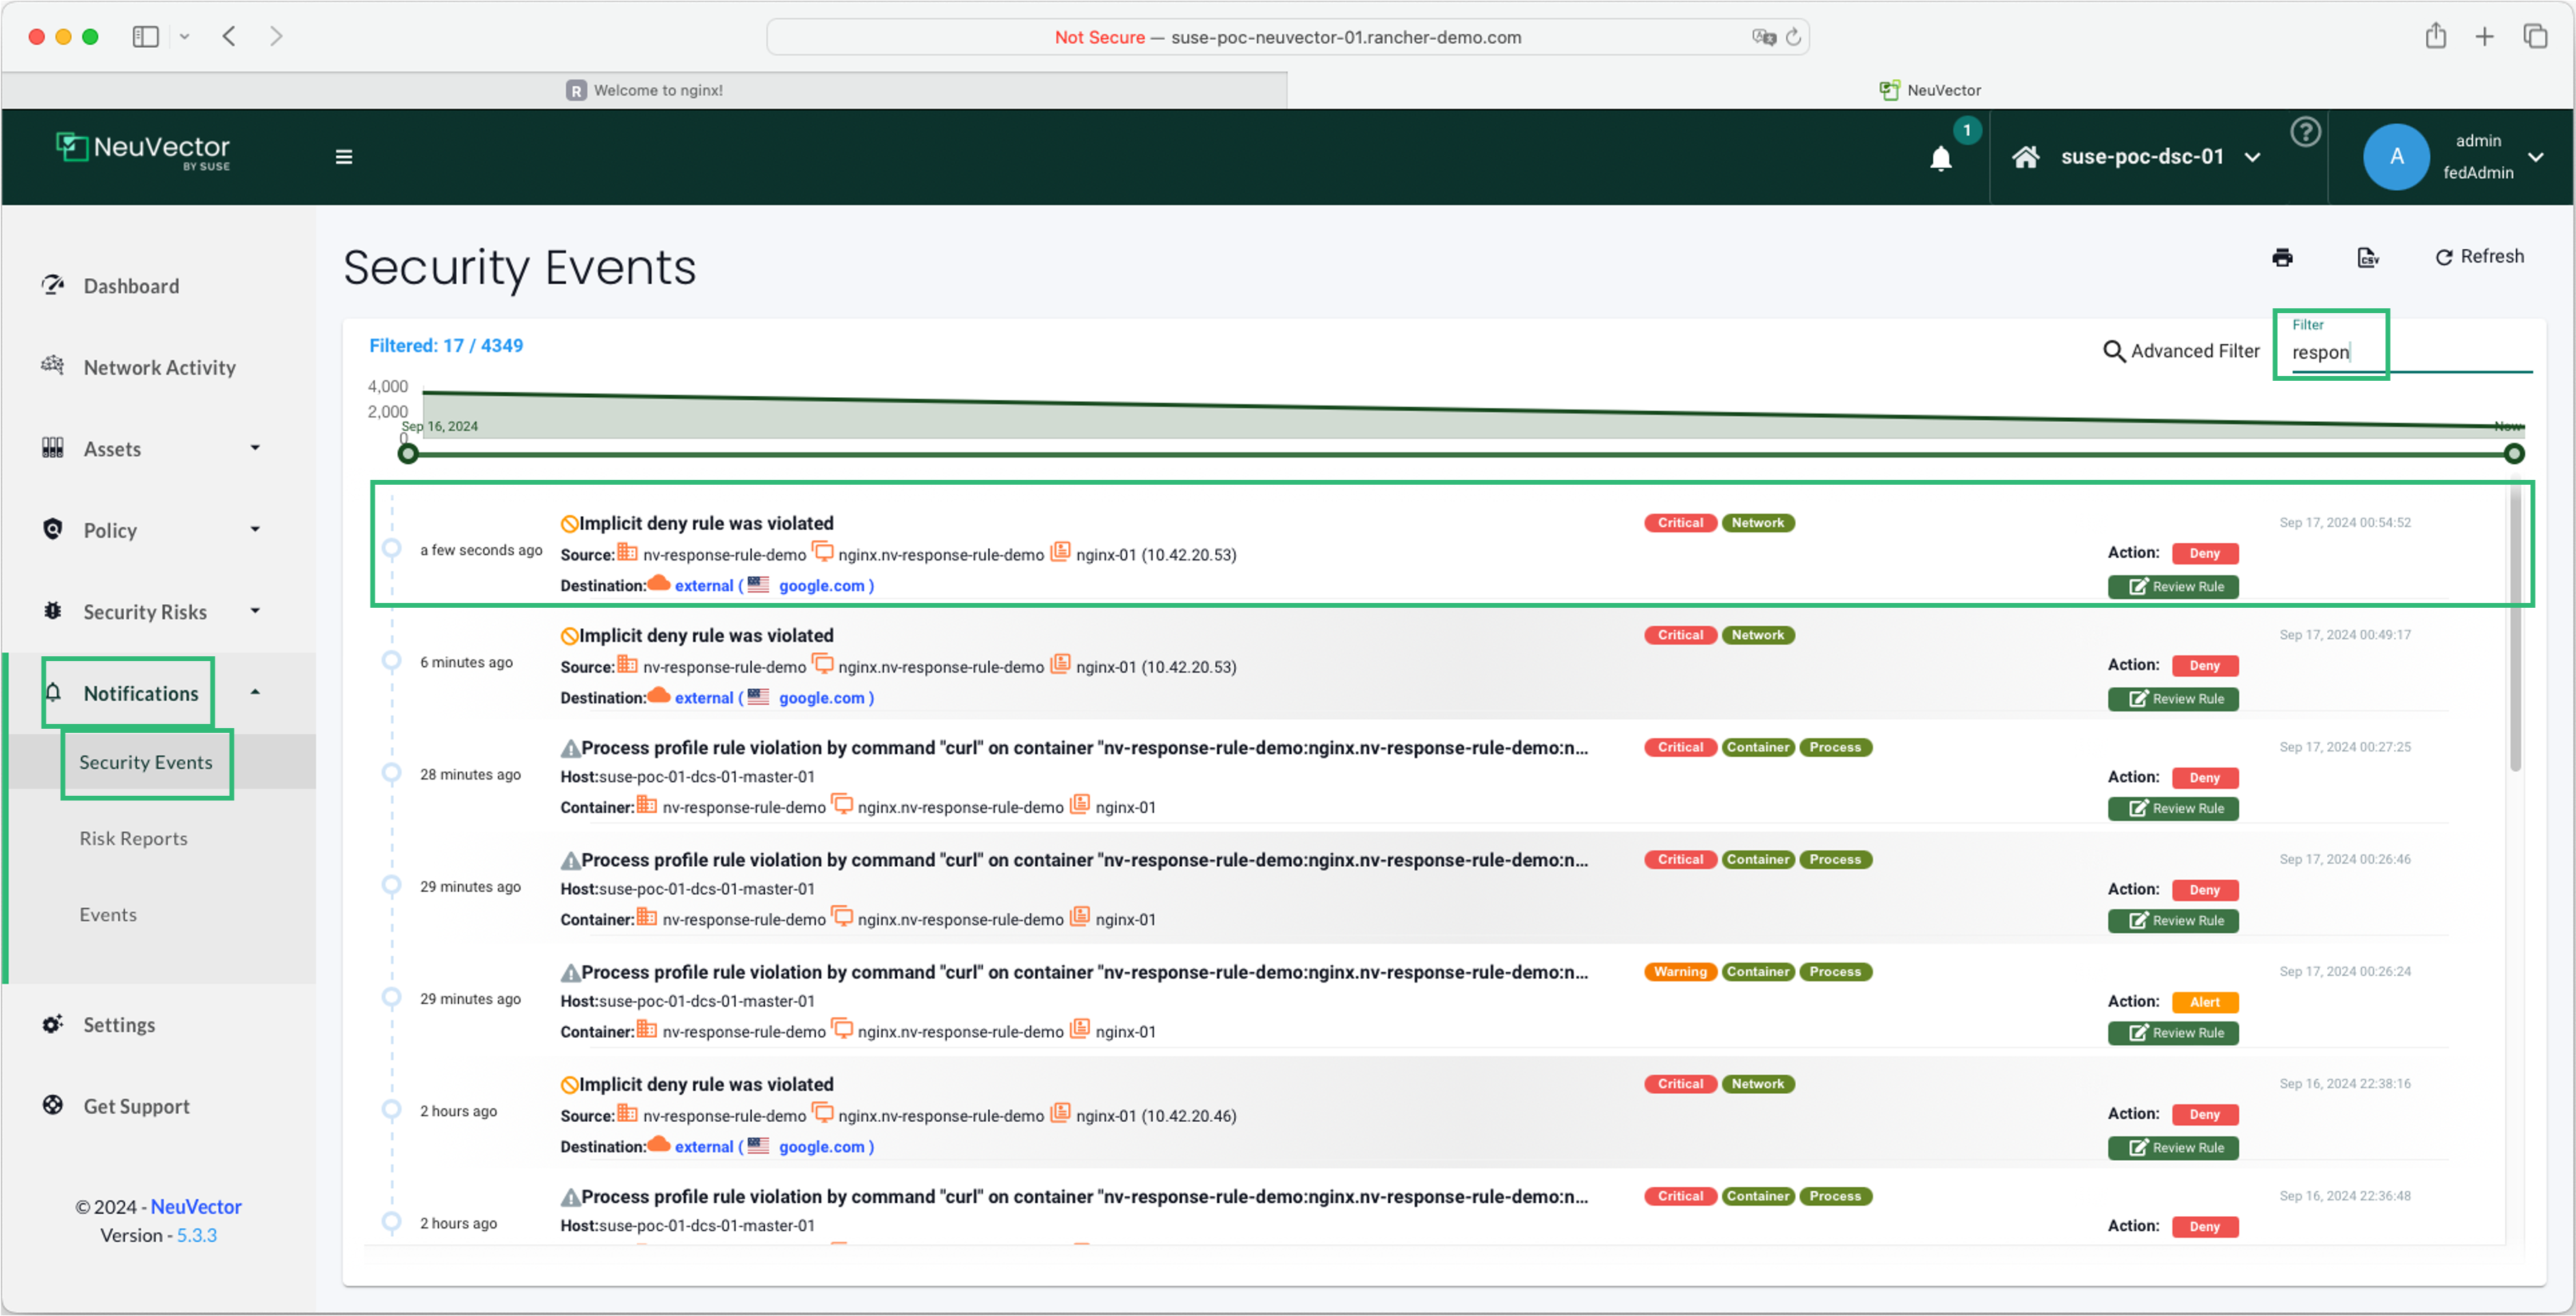 Not Secure — suse-poc-neuvector-01.rancher-demo.com
R Welcome to nginx!
NeuVector
NeuVector
BY SUSE
1
suse-poc-dsc-01
?
A
admin
fedAdmin
Dashboard
Network Activity
Assets
Policy
Security Risks
Notifications
Security Events
Risk Reports
Events
Settings
Get Support
© 2024 - NeuVector
Version - 5.3.3
Security Events
CSV
Refresh
Filtered: 17 / 4349
Advanced Filter
Filter
respon
4,000
2,000
0
Sep 16, 2024
Now
a few seconds ago
Implicit deny rule was violated
Source: nv-response-rule-demo nginx.nv-response-rule-demo nginx-01 (10.42.20.53)
Destination: external ( google.com )
Critical Network
Sep 17, 2024 00:54:52
Action: Deny
Review Rule
6 minutes ago
Implicit deny rule was violated
Source: nv-response-rule-demo nginx.nv-response-rule-demo nginx-01 (10.42.20.53)
Destination: external ( google.com )
Critical Network
Sep 17, 2024 00:49:17
Action: Deny
Review Rule
28 minutes ago
Process profile rule violation by command "curl" on container "nv-response-rule-demo:nginx.nv-response-rule-demo:n...
Host:suse-poc-01-dcs-01-master-01
Container: nv-response-rule-demo nginx.nv-response-rule-demo nginx-01
Critical Container Process
Sep 17, 2024 00:27:25
Action: Deny
Review Rule
29 minutes ago
Process profile rule violation by command "curl" on container "nv-response-rule-demo:nginx.nv-response-rule-demo:n...
Host:suse-poc-01-dcs-01-master-01
Container: nv-response-rule-demo nginx.nv-response-rule-demo nginx-01
Critical Container Process
Sep 17, 2024 00:26:46
Action: Deny
Review Rule
29 minutes ago
Process profile rule violation by command "curl" on container "nv-response-rule-demo:nginx.nv-response-rule-demo:n...
Host:suse-poc-01-dcs-01-master-01
Container: nv-response-rule-demo nginx.nv-response-rule-demo nginx-01
Warning Container Process
Sep 17, 2024 00:26:24
Action: Alert
Review Rule
2 hours ago
Implicit deny rule was violated
Source: nv-response-rule-demo nginx.nv-response-rule-demo nginx-01 (10.42.20.46)
Destination: external ( google.com )
Critical Network
Sep 16, 2024 22:38:16
Action: Deny
Review Rule
2 hours ago
Process profile rule violation by command "curl" on container "nv-response-rule-demo:nginx.nv-response-rule-demo:n...
Host:suse-poc-01-dcs-01-master-01
Critical Container Process
Sep 16, 2024 22:36:48
Action: Deny